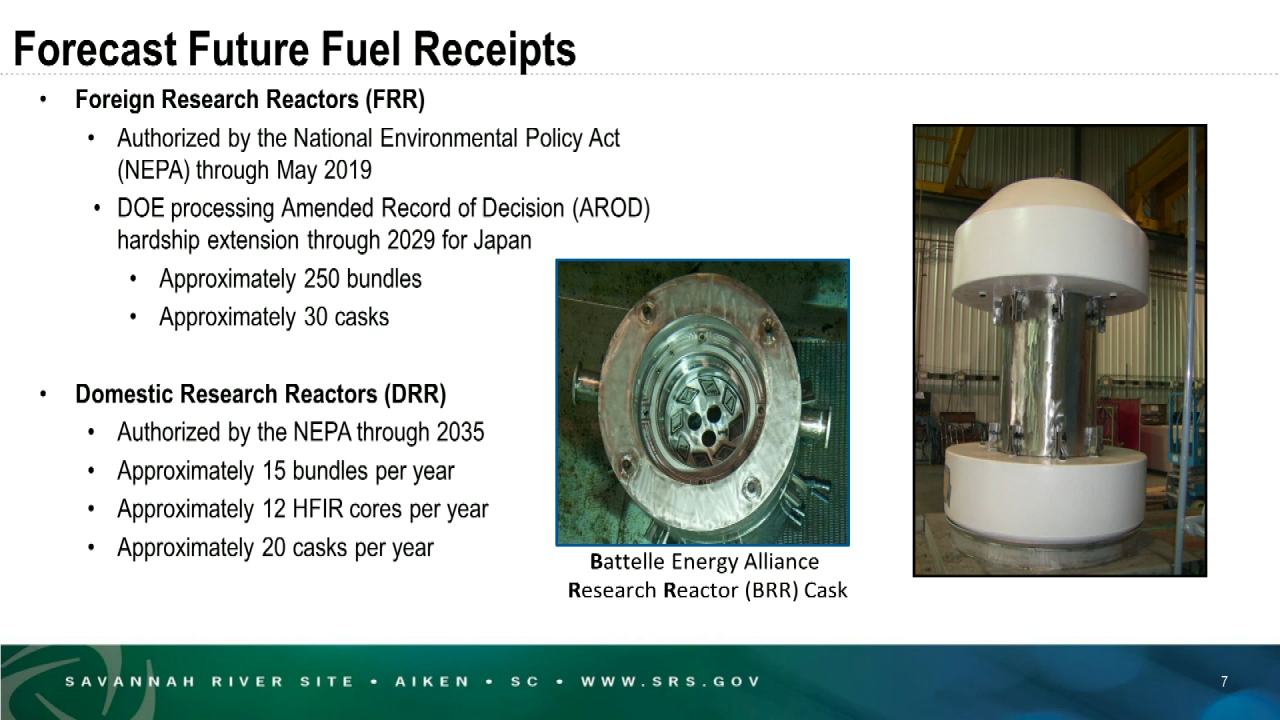 Forecast Future Fuel Receipts
• Foreign Research Reactors (FRR)
• Authorized by the National Environmental Policy Act
(NEPA) through May 2019
• DOE processing Amended Record of Decision (AROD)
hardship extension through 2029 for Japan
• Approximately 250 bundles
• Approximately 30 casks
• Domestic Research Reactors (DRR)
• Authorized by the NEPA through 2035
• Approximately 15 bundles per year
• Approximately 12 HFIR cores per year
• Approximately 20 casks per year
Battelle Energy Alliance
Research Reactor (BRR) Cask
SAVANNAH RIVER SITE • AIKEN • SC • WWW.SRS.GOV
7